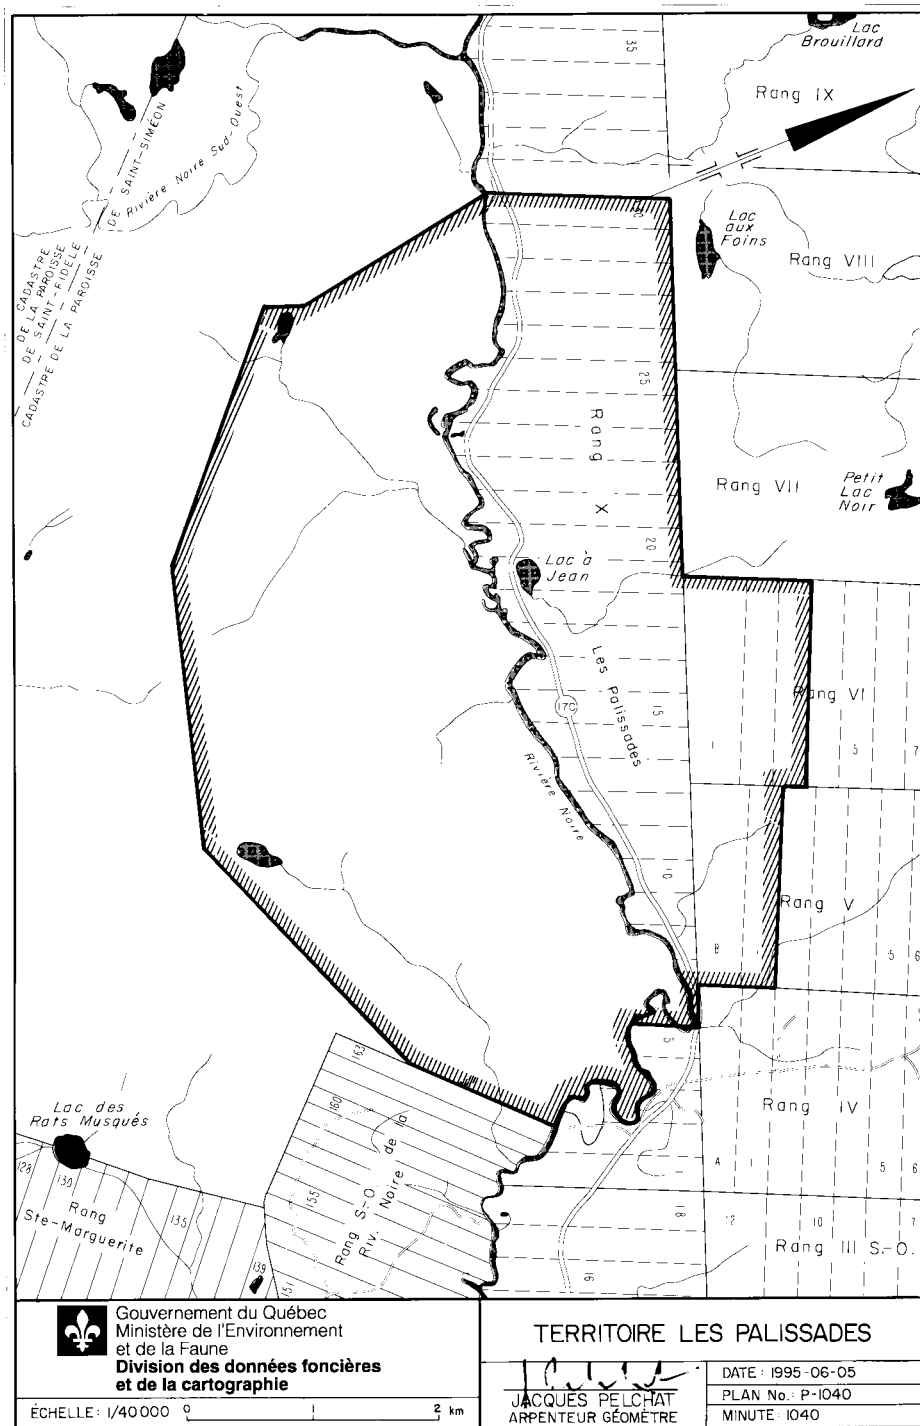 Lac
Brouillard
35
Rang IX
DE SAINT-SIMÉON
Rivière Noire Sud-Ouest
CADASTRE
DE LA PAROISSE
DE SAINT-FIDÈLE
CADASTRE DE LA PAROISSE
30
Lac
aux
Foins
Rang VIII
25
Rang X
Rang VII
Petit
Lac
Noir
20
Lac à
Jean
Les Palissades
15
170
Rivière Noire
1
Rang VI
5
7
10
Rang V
B
5
6
5
163
160
Lac des
Rats Musqués
Rang IV
A
1
5
6
128
130
Rang
Ste-Marguerite
135
139
151
155
Rang S.-O. de la
Riv. Noire
18
16
12
10
7
Rang III S.-O.
Gouvernement du Québec
Ministère de l'Environnement
et de la Faune
Division des données foncières
et de la cartographie
ÉCHELLE: 1/40000 0 1 2 km
TERRITOIRE LES PALISSADES
JACQUES PELCHAT
ARPENTEUR GÉOMÈTRE
DATE: 1995-06-05
PLAN No.: P-1040
MINUTE: 1040